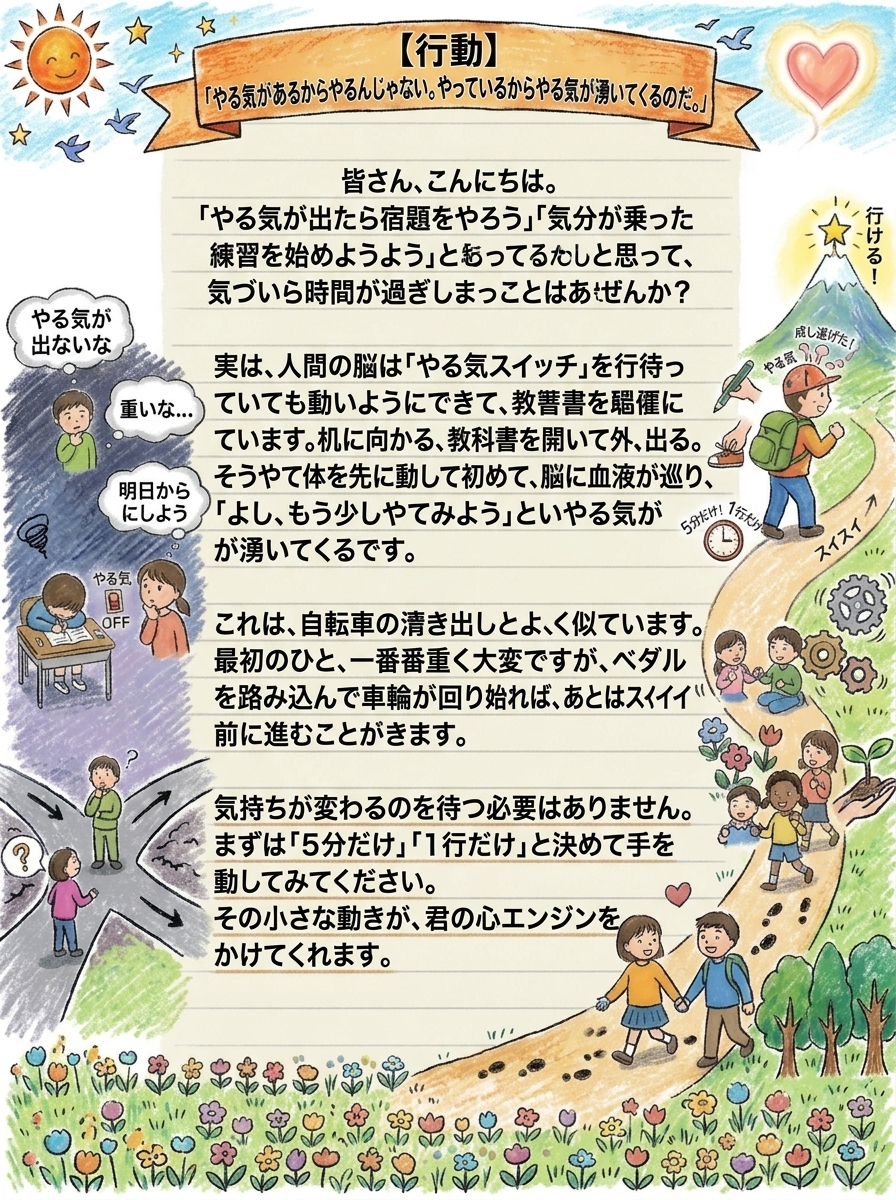 【行動】
「やる気があるからやるんじゃない。やっているからやる気が湧いてくるのだ。」
皆さん、こんにちは。
「やる気が出たら宿題をやろう」「気分が乗った
練習を始めようよう」と ってる しと思って、
気づいら時間が過ぎしまっことはあ ぜんか？
実は、人間の脳は「やる気スイッチ」を行待っ
ていても動いようにできて、教 書を に
ています。机に向かる、教科書を開いて外、出る。
そうやて体を先に動して初めて、脳に血液が巡り、
「よし、もう少しやてみよう」といやる気が
が湧いてくるです。
これは、自転車の清き出しとよ、く似ています。
最初のひと、一番番重く大変ですが、ベダル
を路み込んで車輪が回り始れば、あとはスイイイ
前に進むことがきます。
気持ちが変わるのを待つ必要はありません。
まずは「5分だけ」「1行だけ」と決めて手を
動してみてください。
その小さな動きが、君の心エンジンを
かけてくれます。
やる気が
出ないな
重いな…
明日から
にしよう
やる気
OFF
?
?
行ける！
成し遂げた！
やる気
5分だけ！1行だけ
スイスイ